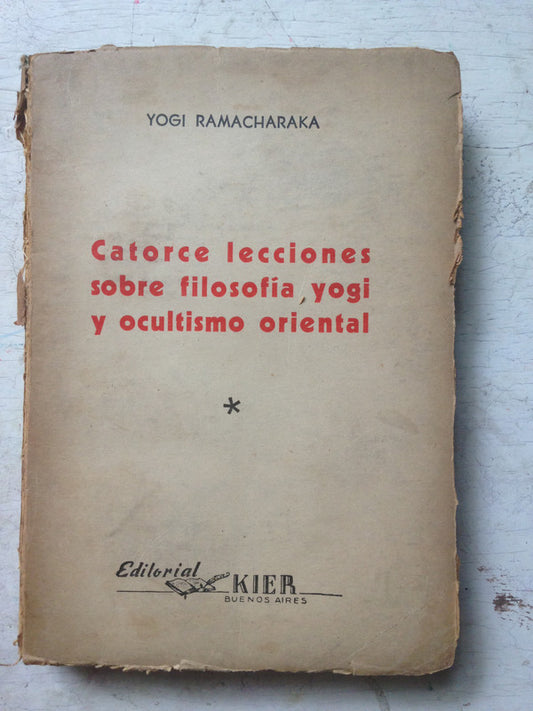 YOGI RAMACHARAKA
Catorce lecciones
sobre filosofía yogi
y ocultismo oriental
*
Editorial KIER
BUENOS AIRES